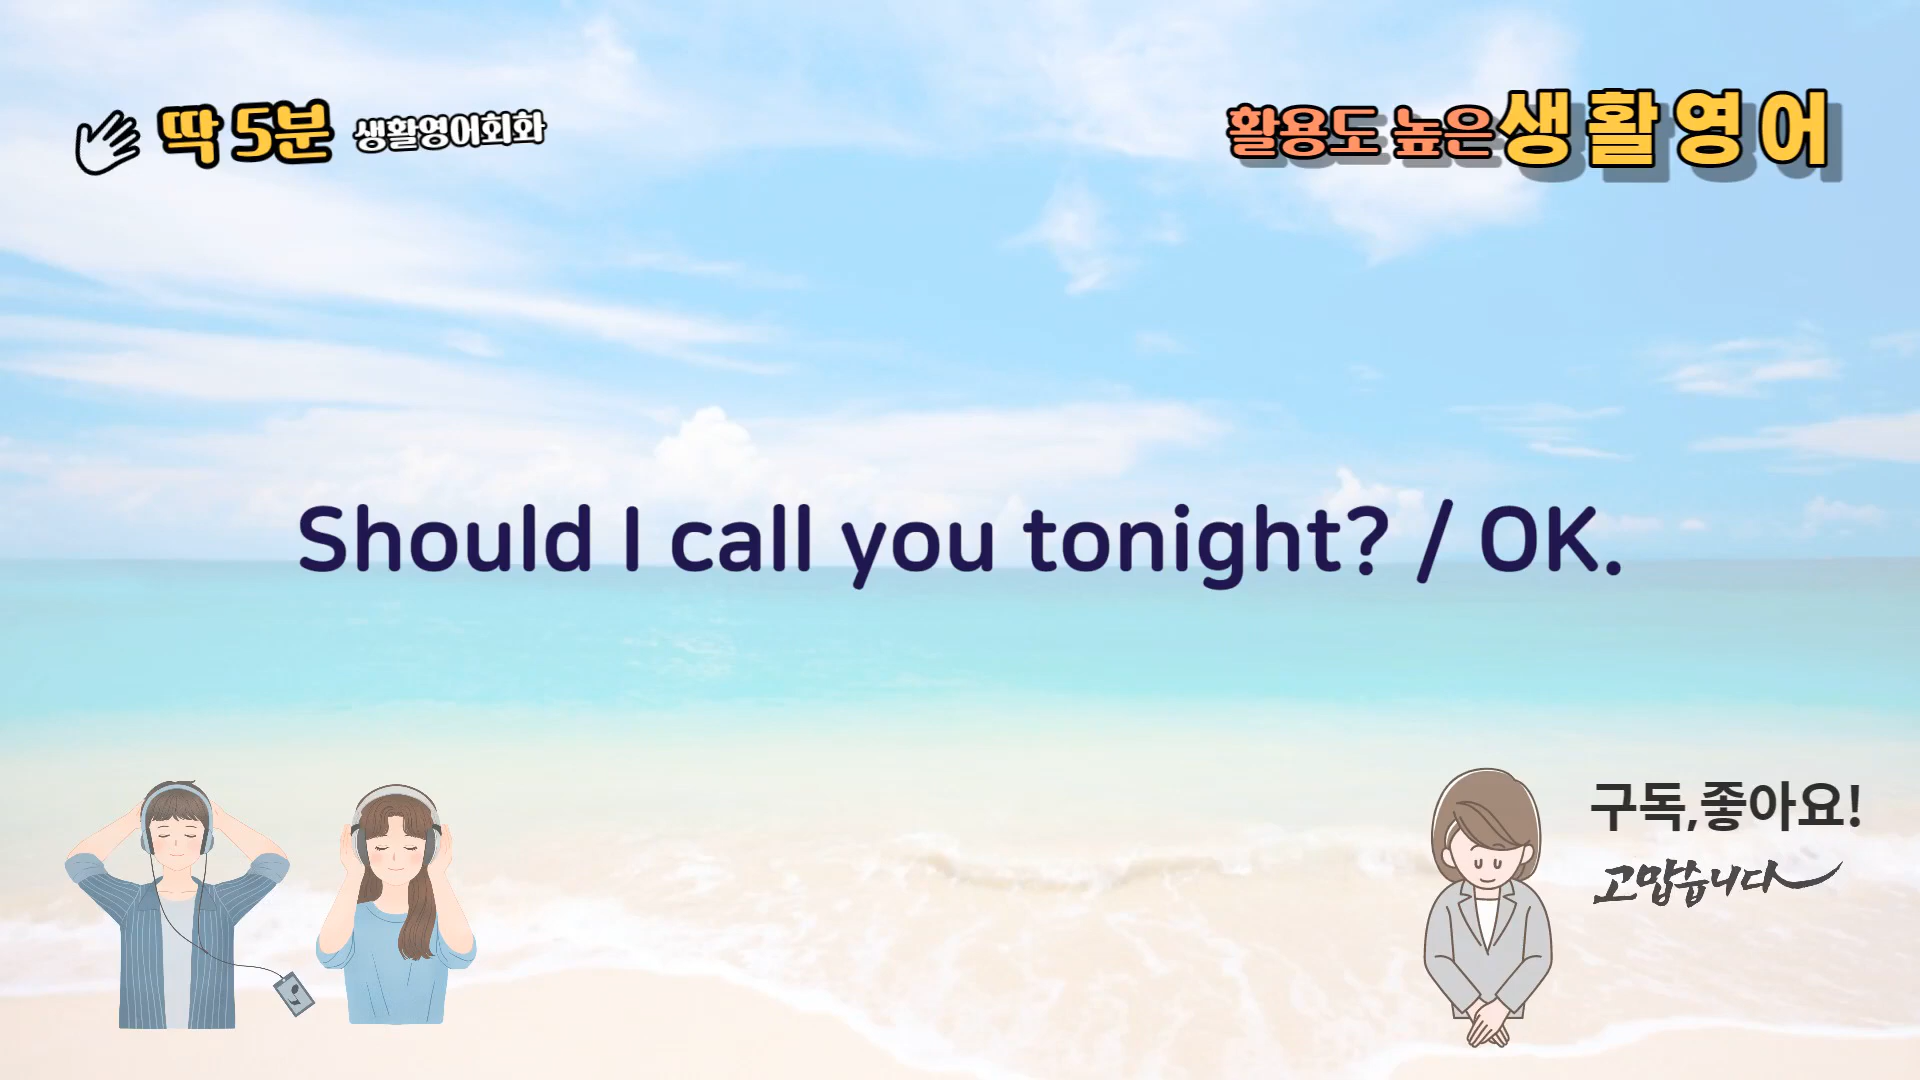 딱 5분 생활영어회화
활용도 높은 생활영어
Should I call you tonight? / OK.
구독,좋아요!
고맙습니다